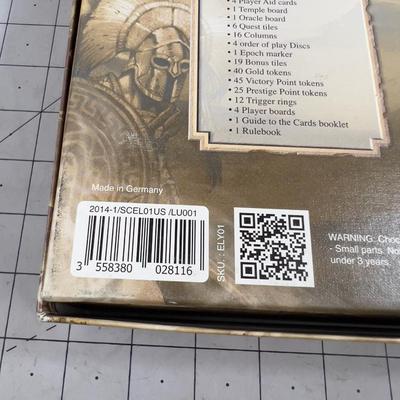 • 4 Player Aid cards
• 1 Temple board
• 1 Oracle board
• 6 Quest tiles
• 16 Columns
• 4 order of play Discs
• 1 Epoch marker
• 19 Bonus tiles
• 40 Gold tokens
• 45 Victory Point tokens
• 25 Prestige Point tokens
• 12 Trigger rings
• 4 Player boards
• 1 Guide to the Cards booklet
• 1 Rulebook
Made in Germany
2014-1/SCEL01US /LU001
3 558380 028116
SKU : ELY01
WARNING: Choc
- Small parts. No
under 3 years.